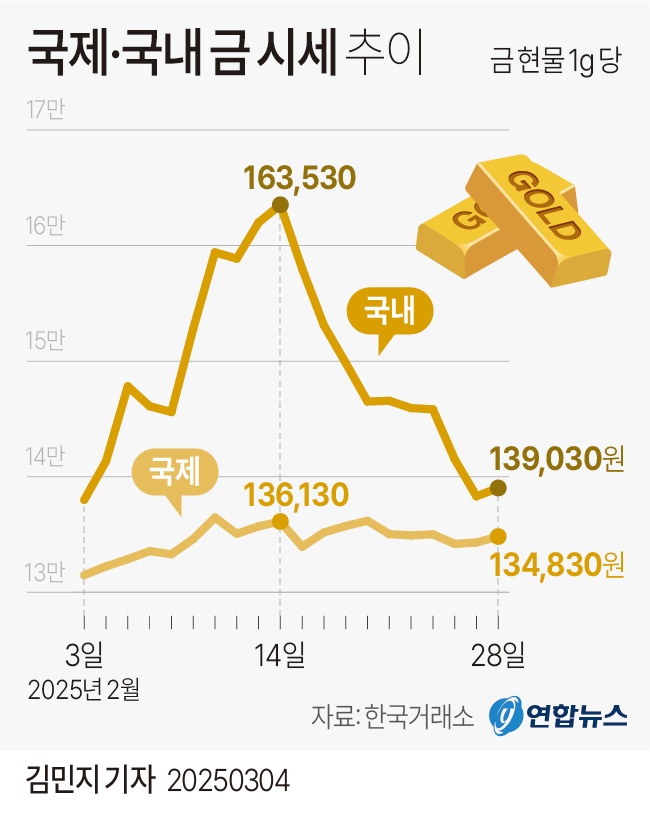 국제·국내 금 시세 추이
금 현물 1g당
17만
163,530
16만
GOLD
GO
국내
15만
14만
139,030원
국제
136,130
134,830원
13만
3일 14일 28일
2025년 2월
자료: 한국거래소 연합뉴스
김민지 기자 20250304